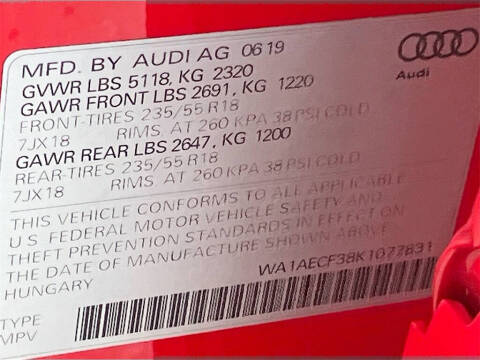 MFD. BY AUDI AG 06 19
GVWR LBS 5118, KG 2320
GAWR FRONT LBS 2691, KG 1220
FRONT-TIRES 235/55 R18
7JX18 RIMS, AT 260 KPA 38 PSI COLD
GAWR REAR LBS 2647, KG 1200
REAR-TIRES 235/55 R18
7JX18 RIMS, AT 260 KPA 38 PSI COLD
THIS VEHICLE CONFORMS TO ALL APPLICABLE
U S FEDERAL MOTOR VEHICLE SAFETY AND
THEFT PREVENTION STANDARDS IN EFFECT ON
THE DATE OF MANUFACTURE SHOWN ABOVE
HUNGARY
WA1AECF38K1077831
TYPE
MPV
Audi